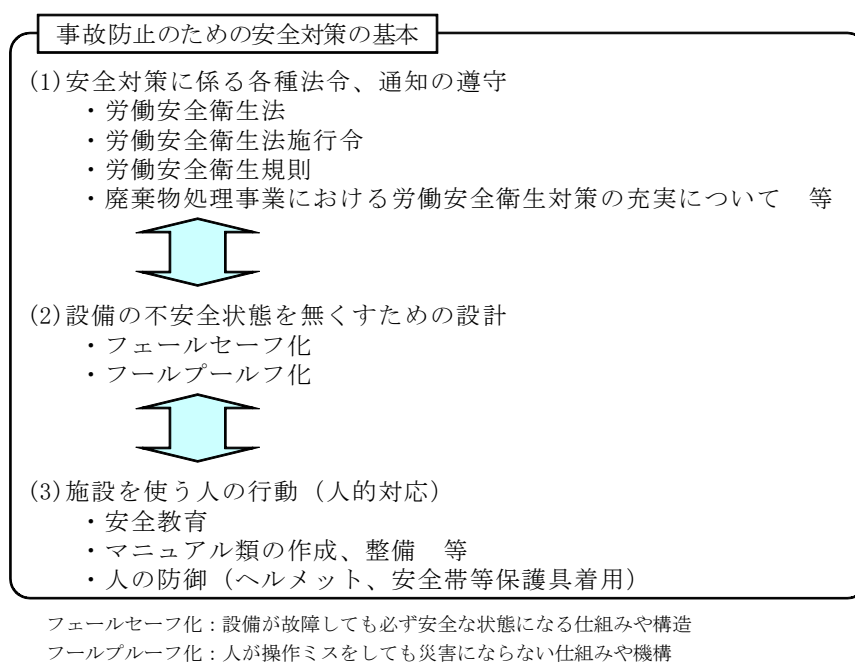 事故防止のための安全対策の基本
(1)安全対策に係る各種法令、通知の遵守
・労働安全衛生法
・労働安全衛生法施行令
・労働安全衛生規則
・廃棄物処理事業における労働安全衛生対策の充実について　等
(2)設備の不安全状態を無くすための設計
・フェールセーフ化
・フールプールフ化
(3)施設を使う人の行動（人的対応）
・安全教育
・マニュアル類の作成、整備　等
・人の防御（ヘルメット、安全帯等保護具着用）
フェールセーフ化：設備が故障しても必ず安全な状態になる仕組みや構造
フールプルーフ化：人が操作ミスをしても災害にならない仕組みや機構